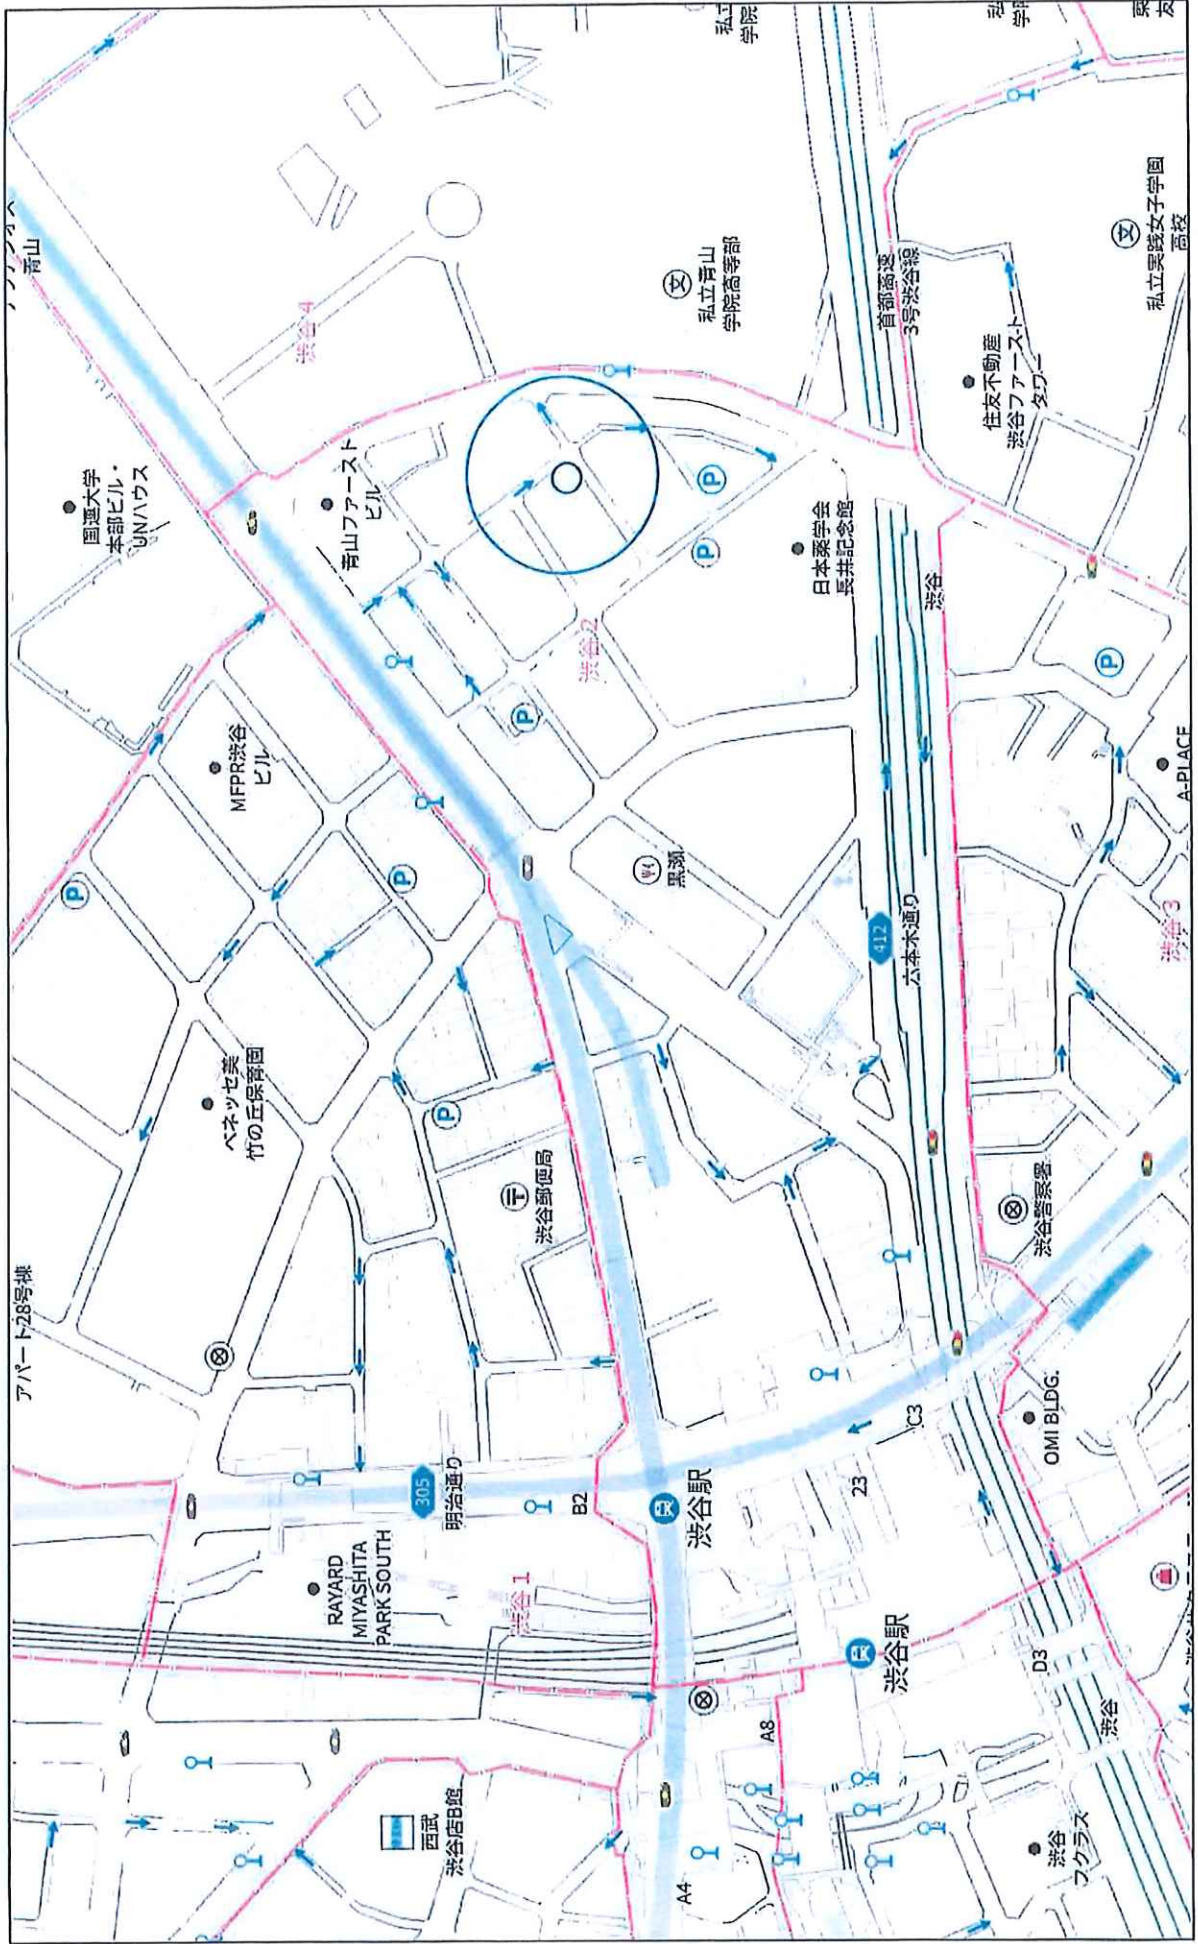 アパート28号棟
国連大学
本部ビル・
UNハウス
青山
MFPR渋谷
ビル
ベネッセ美
竹の丘保育園
青山ファースト
ビル
渋谷4
RAYARD
MIYASHITA
PARK SOUTH
305
明治通り
渋谷1
B2
渋谷郵便局
西武
渋谷店B館
渋谷2
P
P
P
P
P
P
P
黒瀬
文
私立青山
学院高等部
私立
学院
日本薬学会
長井記念館
412
六本木通り
首都高速
3号渋谷線
渋谷
渋谷駅
渋谷駅
A4
A8
23
C3
D3
渋谷
渋谷
フクラス
OMI BLDG.
渋谷警察署
渋谷3
A-PLACE
住友不動産
渋谷ファースト
タワー
文
私立実践女子学園
高校